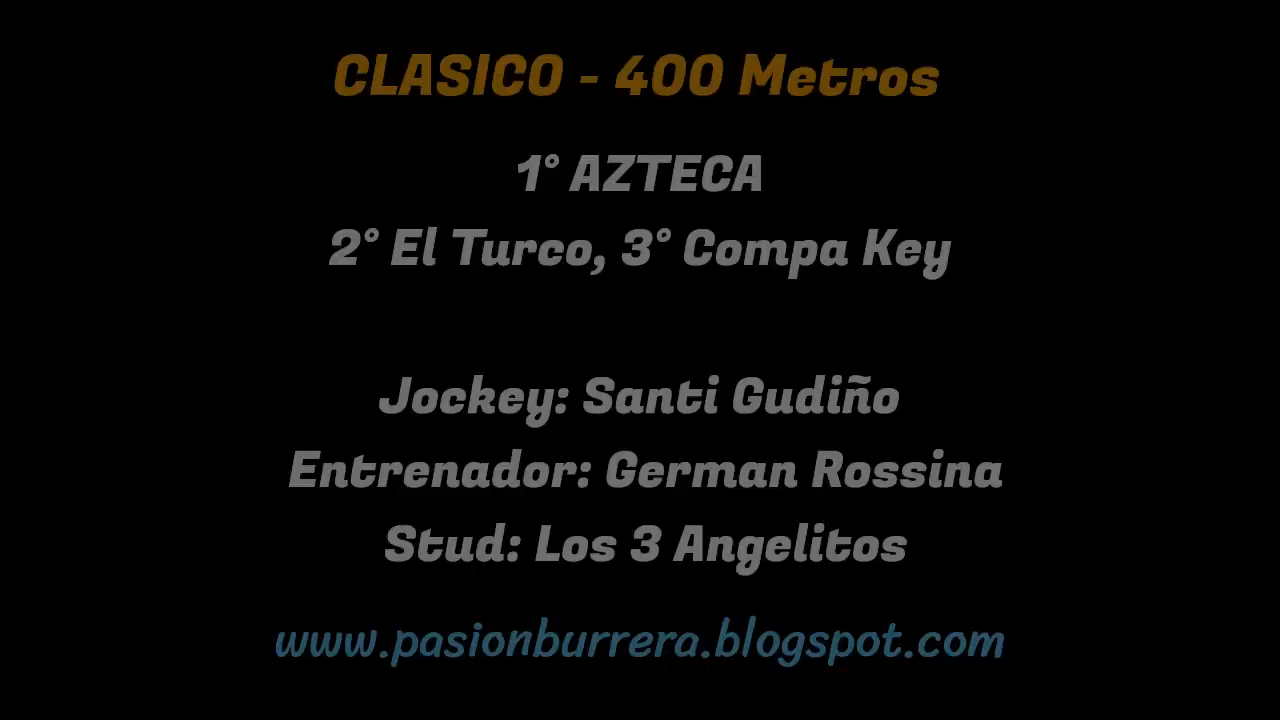 CLASICO - 400 Metros
1° AZTECA
2° El Turco, 3° Compa Key
Jockey: Santi Gudiño
Entrenador: German Rossina
Stud: Los 3 Angelitos
www.pasionburrera.blogspot.com